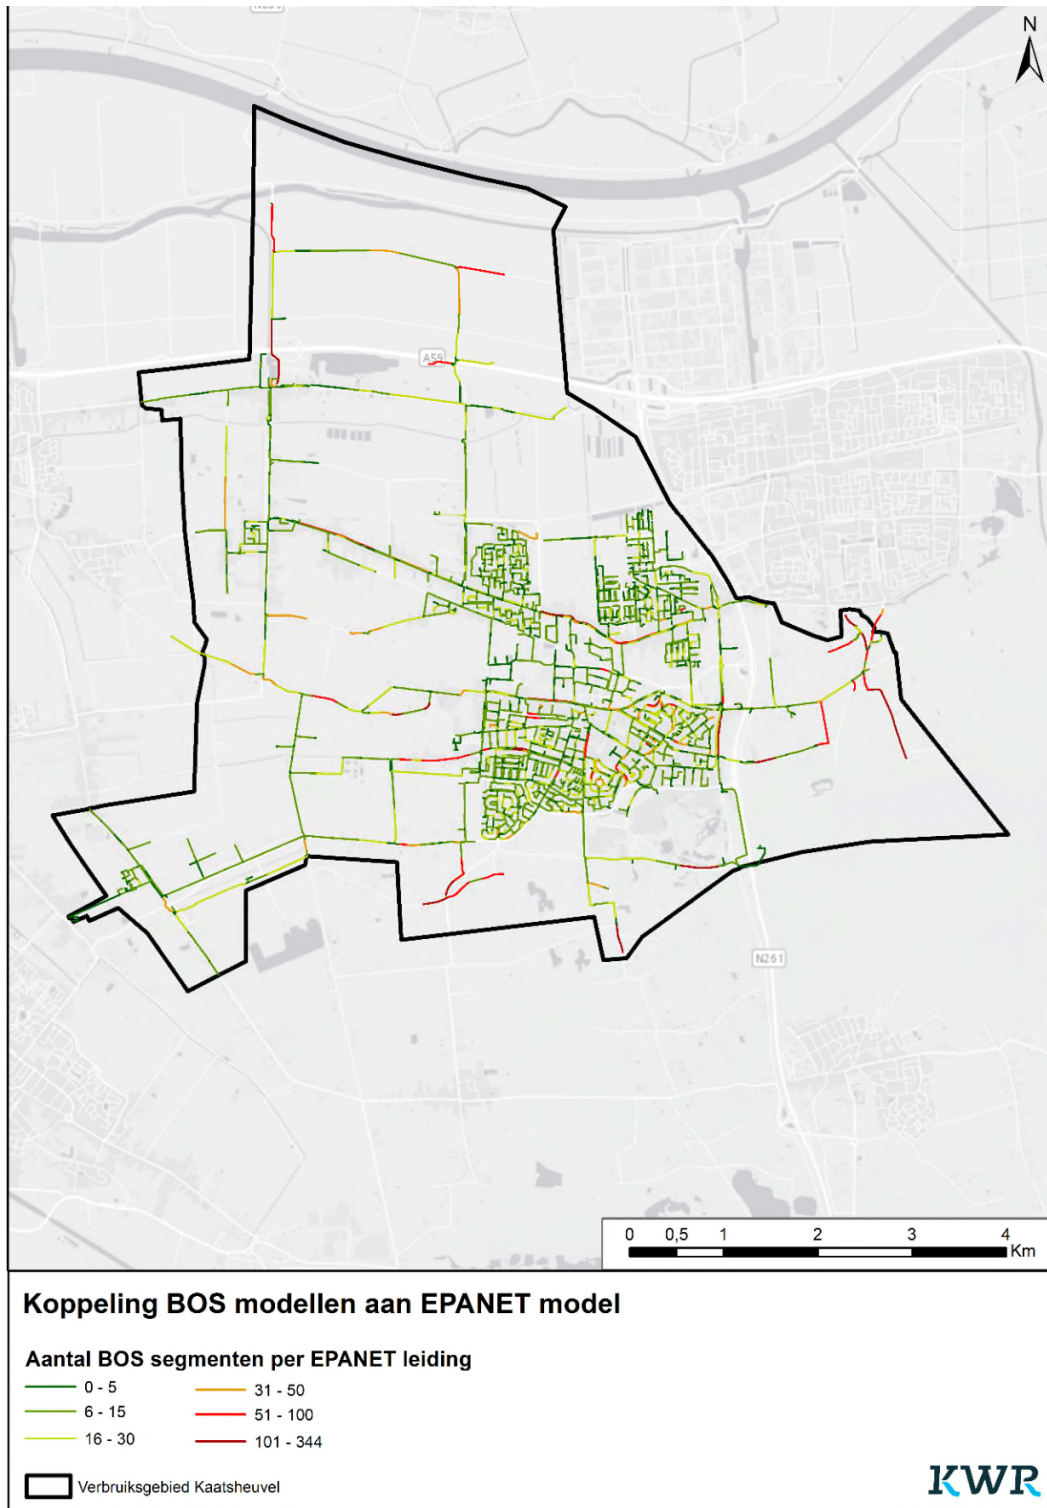 N
A59
N261
0 0,5 1 2 3 4
Km
Koppeling BOS modellen aan EPANET model
Aantal BOS segmenten per EPANET leiding
0 - 5
31 - 50
6 - 15
51 - 100
16 - 30
101 - 344
Verbruiksgebied Kaatsheuvel
KWR